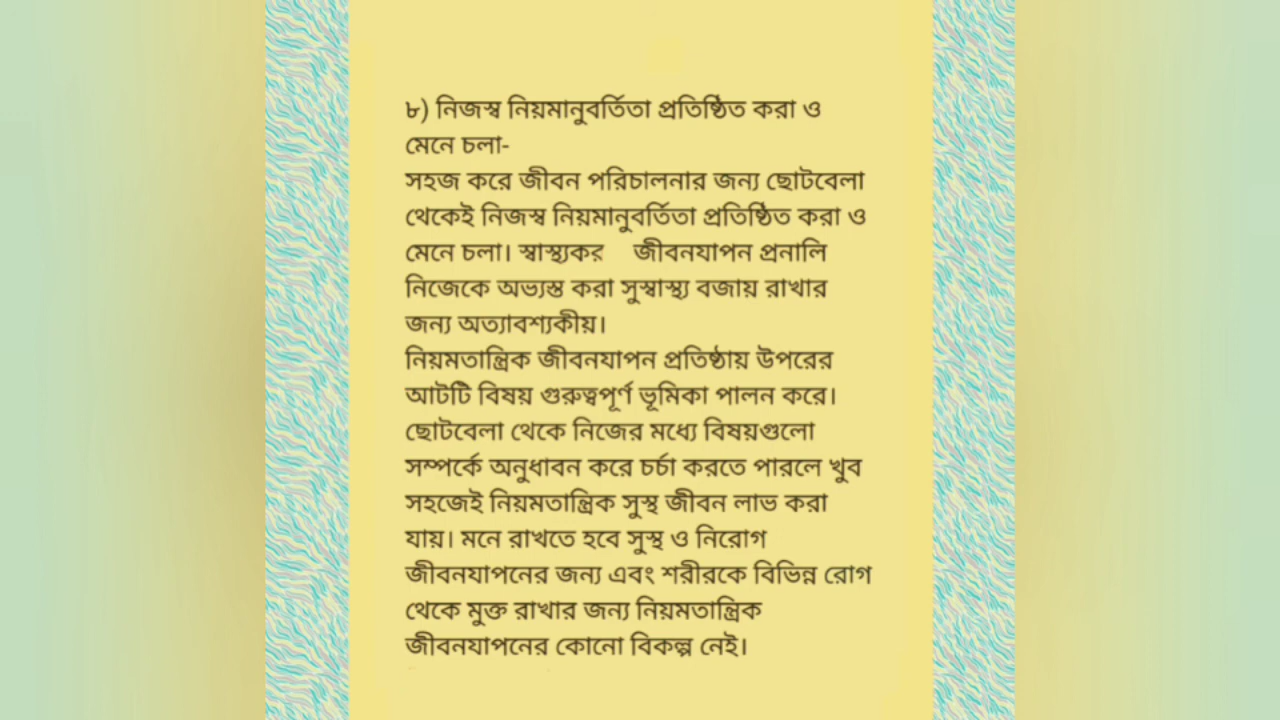 ৮) নিজস্ব নিয়মানুবর্তিতা প্রতিষ্ঠিত করা ও
মেনে চলা-
সহজ করে জীবন পরিচালনার জন্য ছোটবেলা
থেকেই নিজস্ব নিয়মানুবর্তিতা প্রতিষ্ঠিত করা ও
মেনে চলা। স্বাস্থ্যকর জীবনযাপন প্রনালি
নিজেকে অভ্যস্ত করা সুস্বাস্থ্য বজায় রাখার
জন্য অত্যাবশ্যকীয়।
নিয়মতান্ত্রিক জীবনযাপন প্রতিষ্ঠায় উপরের
আটটি বিষয় গুরুত্বপূর্ণ ভূমিকা পালন করে।
ছোটবেলা থেকে নিজের মধ্যে বিষয়গুলো
সম্পর্কে অনুধাবন করে চর্চা করতে পারলে খুব
সহজেই নিয়মতান্ত্রিক সুস্থ জীবন লাভ করা
যায়। মনে রাখতে হবে সুস্থ ও নিরোগ
জীবনযাপনের জন্য এবং শরীরকে বিভিন্ন রোগ
থেকে মুক্ত রাখার জন্য নিয়মতান্ত্রিক
জীবনযাপনের কোনো বিকল্প নেই।